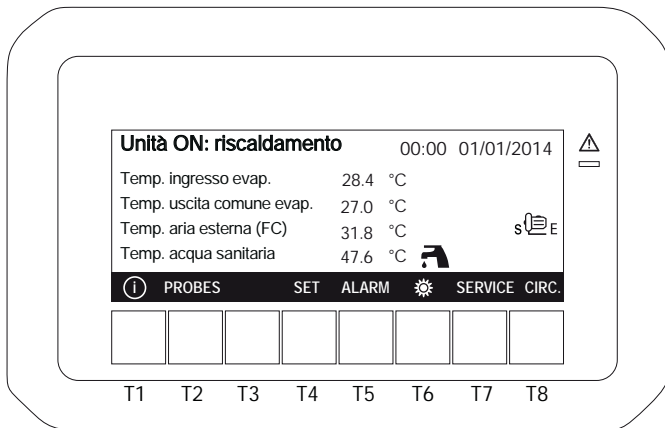 Unità ON: riscaldamento 00:00 01/01/2014
Temp. ingresso evap. 28.4 °C
Temp. uscita comune evap. 27.0 °C
Temp. aria esterna (FC) 31.8 °C
S E
Temp. acqua sanitaria 47.6 °C
i PROBES SET ALARM SERVICE CIRC.
T1 T2 T3 T4 T5 T6 T7 T8